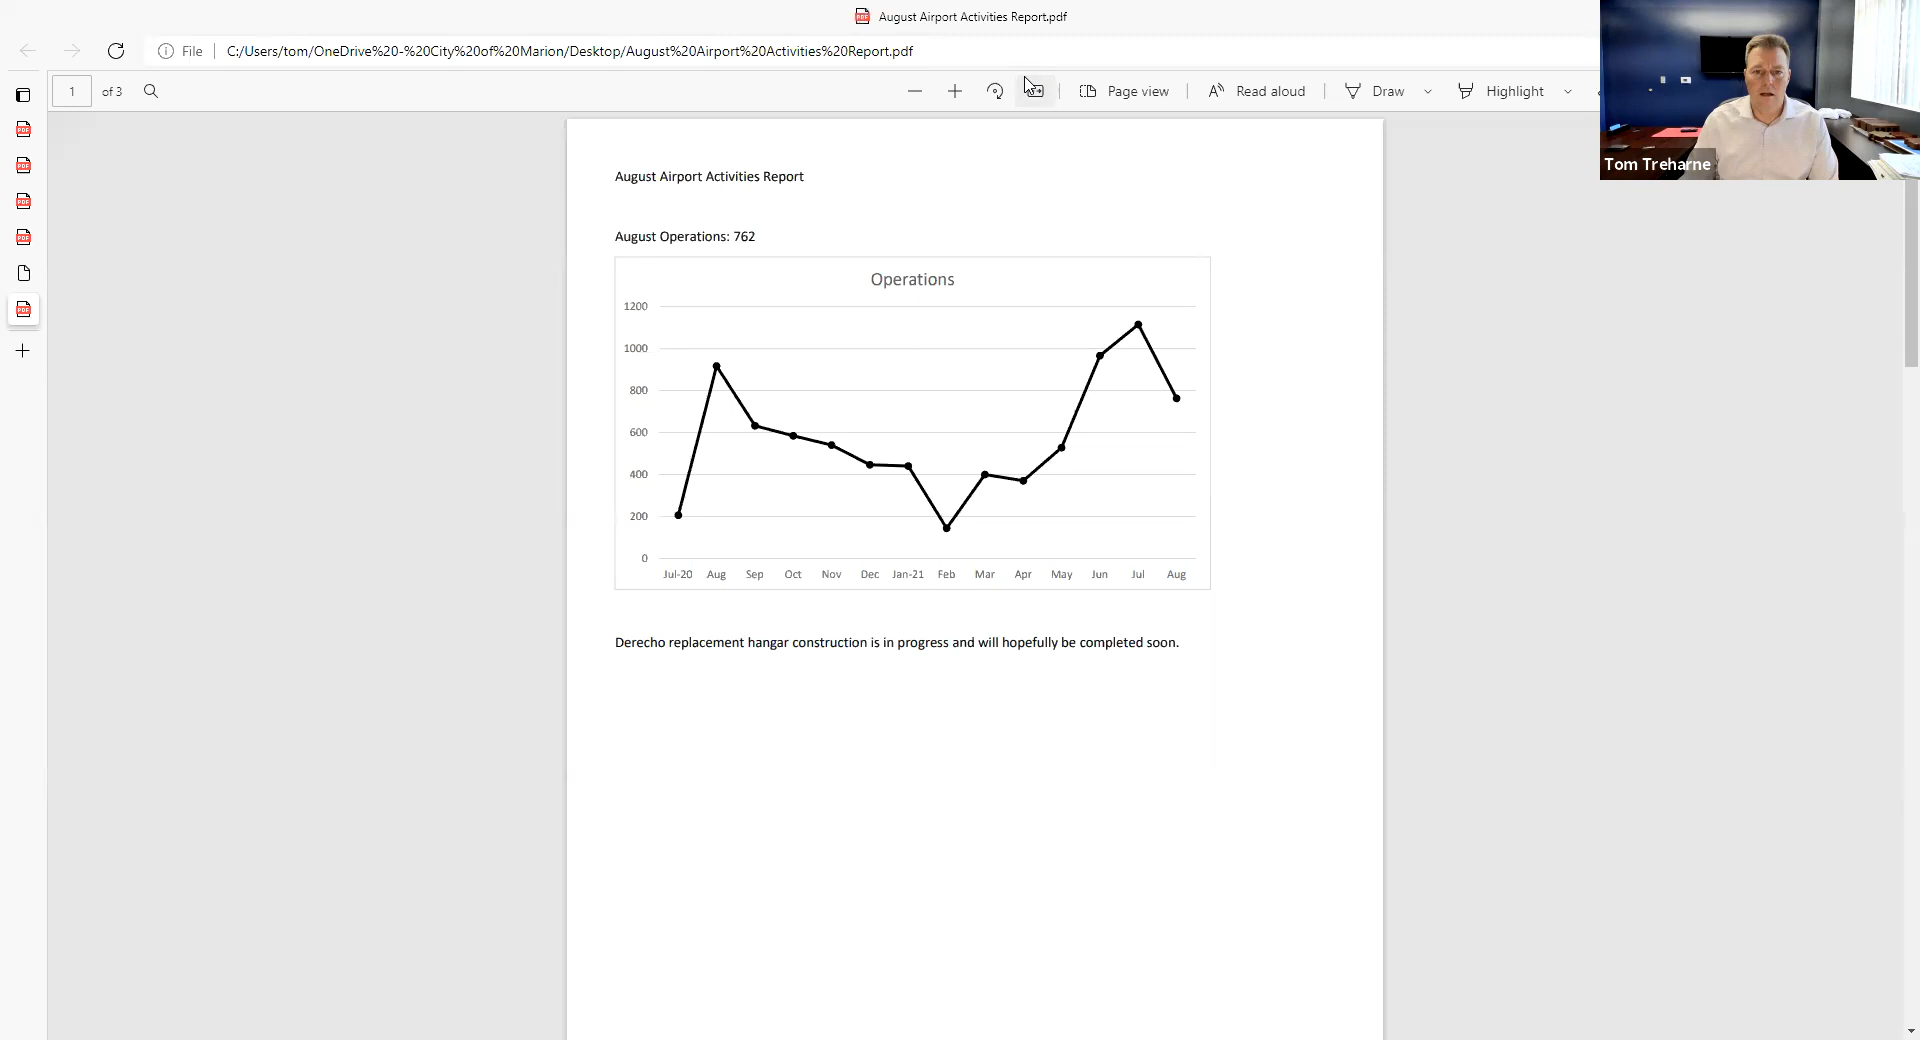 August Airport Activities Report.pdf
File
C:/Users/tom/OneDrive%20-%20City%20of%20Marion/Desktop/August%20Airport%20Activities%20Report.pdf
1 of 3
Page view
Read aloud
Draw
Highlight
Tom Treharne
August Airport Activities Report
August Operations: 762
Operations
1200
1000
800
600
400
200
0
Jul-20 Aug Sep Oct Nov Dec Jan-21 Feb Mar Apr May Jun Jul Aug
Derecho replacement hangar construction is in progress and will hopefully be completed soon.